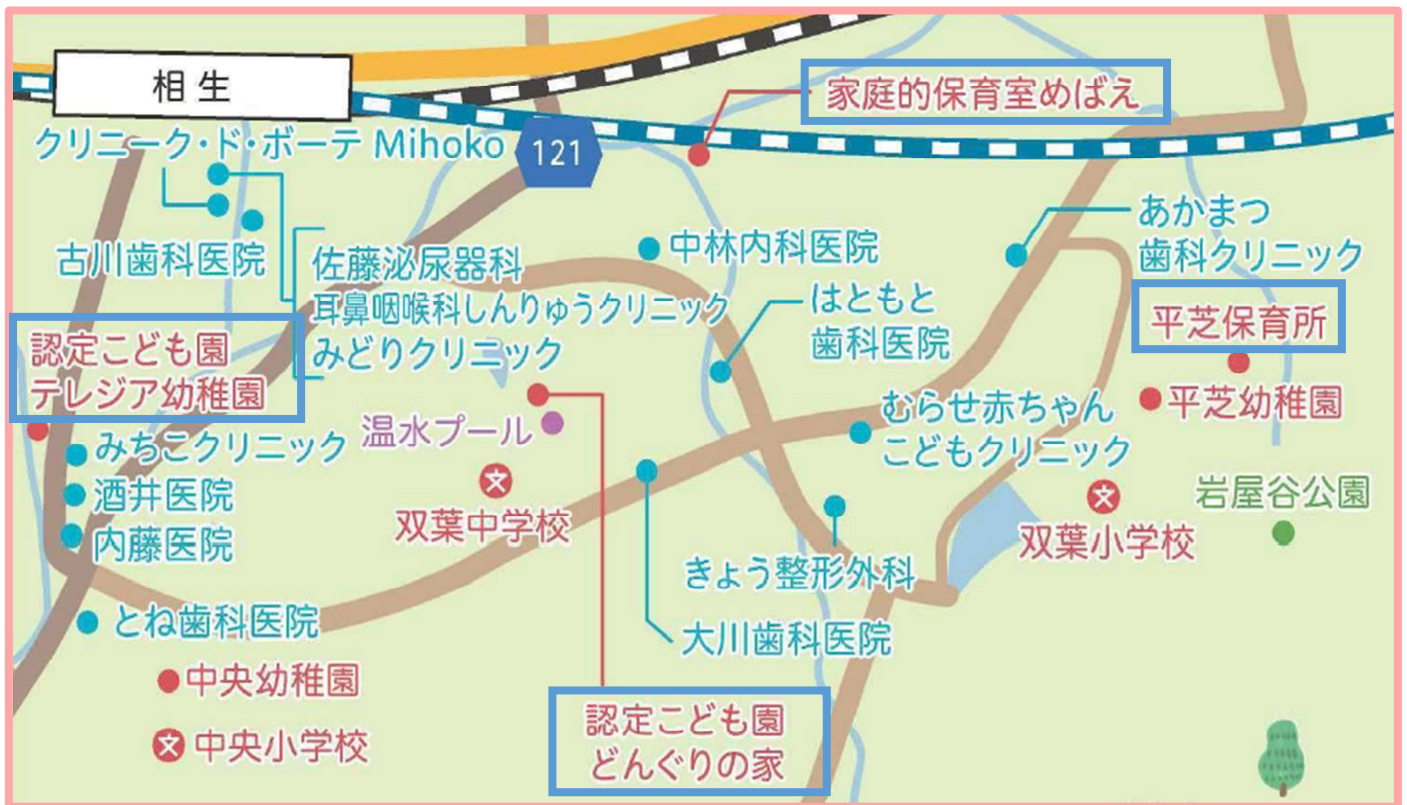 相生
家庭的保育室めばえ
クリニーク・ド・ボーテ Mihoko
121
古川歯科医院
佐藤泌尿器科
耳鼻咽喉科しんりゅうクリニック
みどりクリニック
中林内科医院
あかまつ
歯科クリニック
はともと
歯科医院
平芝保育所
認定こども園
テレジア幼稚園
平芝幼稚園
温水プール
むらせ赤ちゃん
こどもクリニック
みちこクリニック
酒井医院
内藤医院
文
双葉中学校
文
双葉小学校
岩屋谷公園
きょう整形外科
とね歯科医院
大川歯科医院
中央幼稚園
文
中央小学校
認定こども園
どんぐりの家